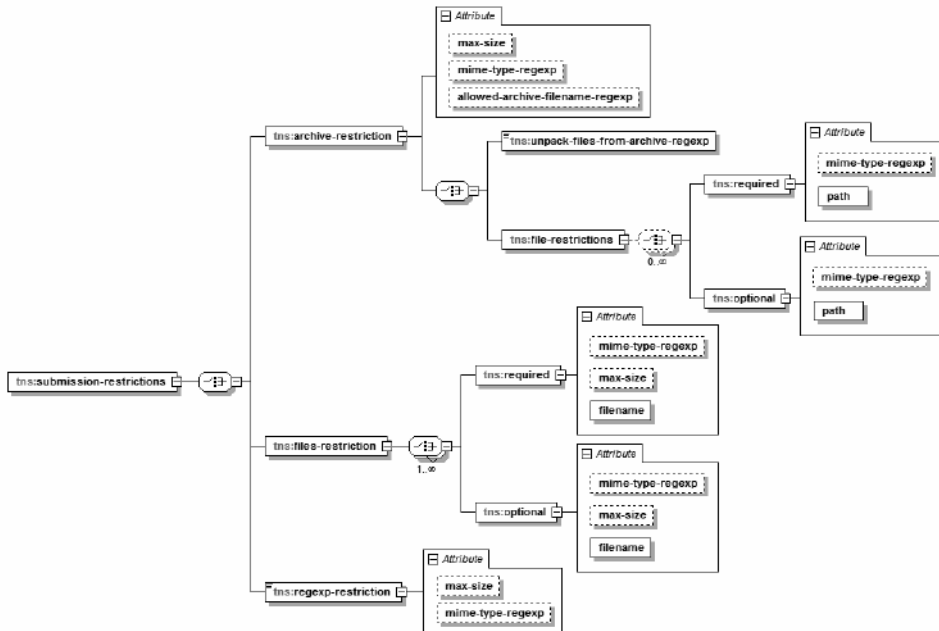 Attribute
max-size
mime-type-regexp
allowed-archive-filename-regexp
tns:archive-restriction
tns:unpack-files-from-archive-regexp
Attribute
mime-type-regexp
tns:required
path
tns:file-restrictions
0..∞
Attribute
mime-type-regexp
tns:optional
path
Attribute
mime-type-regexp
tns:required
max-size
filename
tns:submission-restrictions
tns:files-restriction
1..∞
Attribute
mime-type-regexp
tns:optional
max-size
filename
Attribute
max-size
tns:regexp-restriction
mime-type-regexp